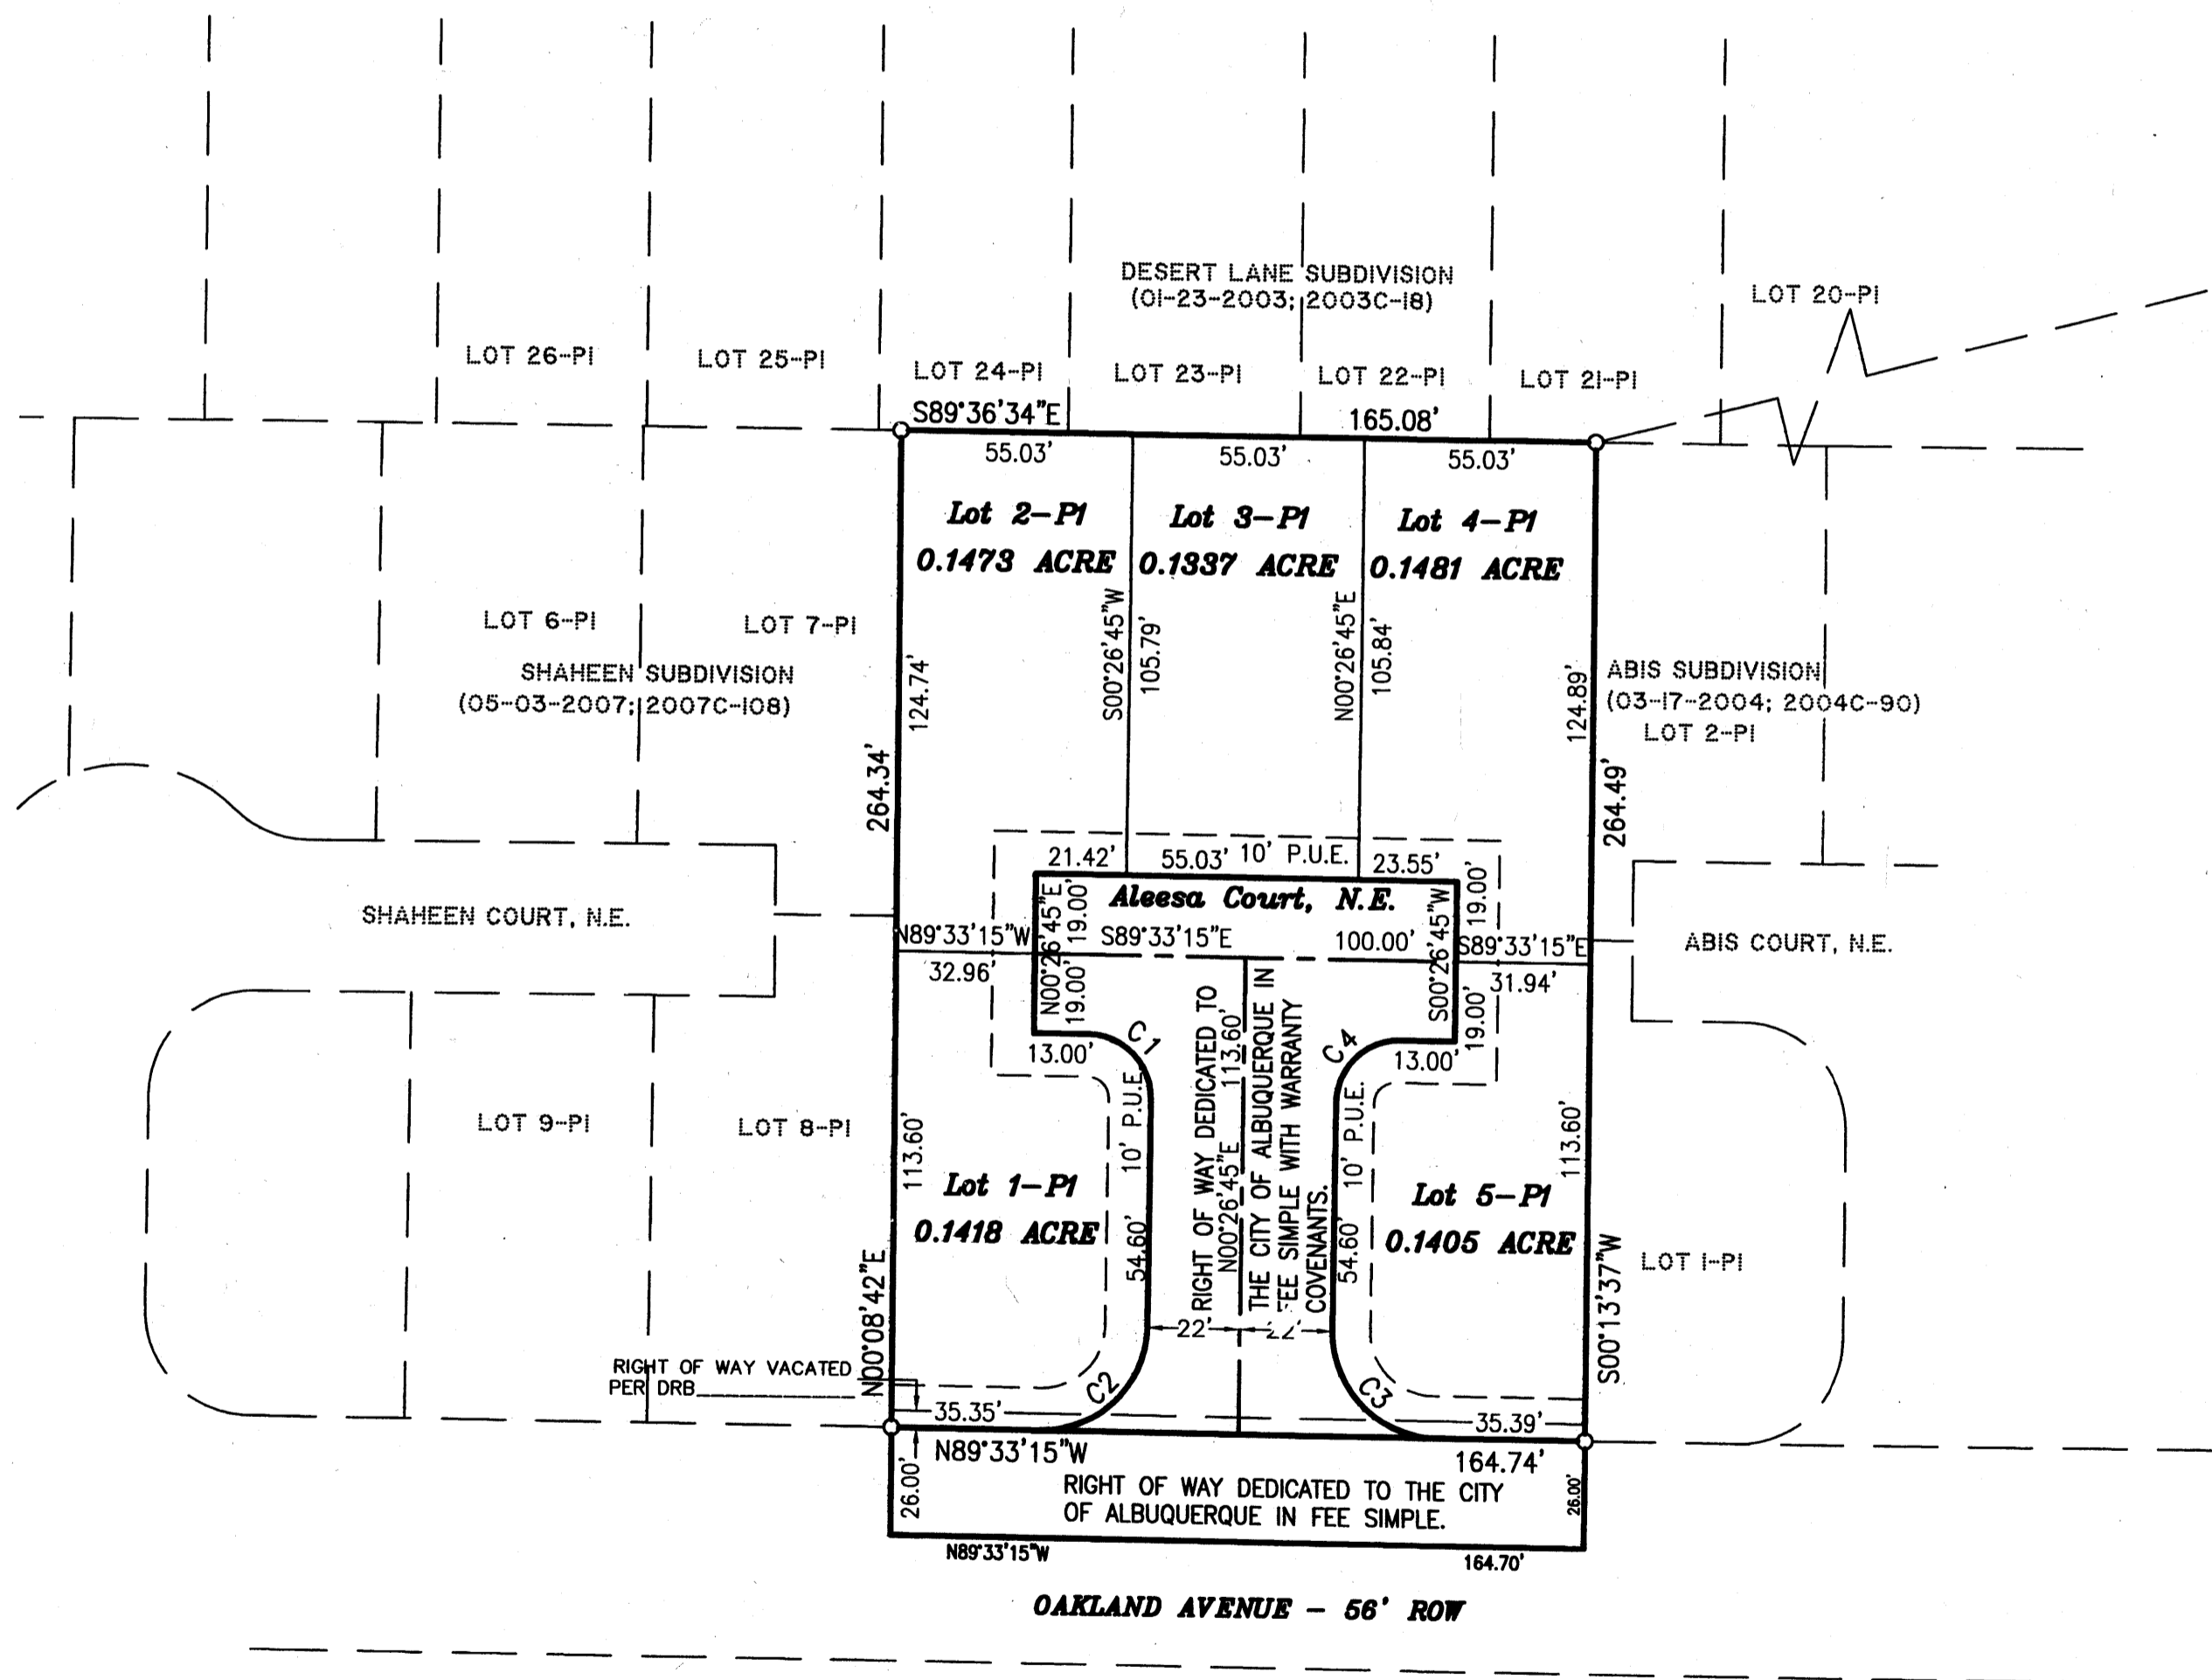 DESERT LANE SUBDIVISION
(01-23-2003; 2003C-18)
LOT 20-P1
LOT 26-P1
LOT 25-P1
LOT 24-P1
LOT 23-P1
LOT 22-P1
LOT 21-P1
S89°36'34"E
165.08'
55.03'
55.03'
55.03'
Lot 2-P1
0.1473 ACRE
Lot 3-P1
0.1337 ACRE
Lot 4-P1
0.1481 ACRE
S00°26'45"W
105.79'
N00°26'45"E
105.84'
LOT 6-P1
LOT 7-P1
SHAHEEN SUBDIVISION
(05-03-2007; 2007C-108)
124.74'
264.34'
124.89'
264.49'
ABIS SUBDIVISION
(03-17-2004; 2004C-90)
LOT 2-P1
21.42'
55.03'
10' P.U.E.
23.55'
Aleesa Court, N.E.
SHAHEEN COURT, N.E.
ABIS COURT, N.E.
N89°33'15"W
32.96'
N00°26'45"E
19.00'
19.00'
S89°33'15"E
100.00'
S00°26'45"W
19.00'
19.00'
S89°33'15"E
31.94'
13.00'
C1
C4
13.00'
LOT 9-P1
LOT 8-P1
113.60'
Lot 1-P1
0.1418 ACRE
10' P.U.E.
54.60'
RIGHT OF WAY DEDICATED TO
N00°26'45"E
113.60'
THE CITY OF ALBUQUERQUE IN
FEE SIMPLE WITH WARRANTY
COVENANTS.
10' P.U.E.
54.60'
22'
22'
113.60'
Lot 5-P1
0.1405 ACRE
LOT 1-P1
N00°08'42"E
S00°13'37"W
RIGHT OF WAY VACATED
PER DRB
C2
C3
35.35'
35.39'
N89°33'15"W
164.74'
26.00'
RIGHT OF WAY DEDICATED TO THE CITY
OF ALBUQUERQUE IN FEE SIMPLE.
26.00'
N89°33'15"W
164.70'
OAKLAND AVENUE - 56' ROW